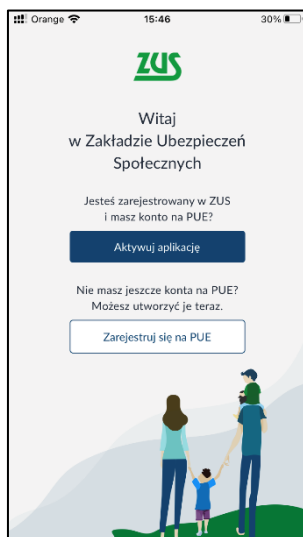 Orange 15:46 30%
ZUS
Witaj
w Zakładzie Ubezpieczeń
Społecznych
Jesteś zarejestrowany w ZUS
i masz konto na PUE?
Aktywuj aplikację
Nie masz jeszcze konta na PUE?
Możesz utworzyć je teraz.
Zarejestruj się na PUE